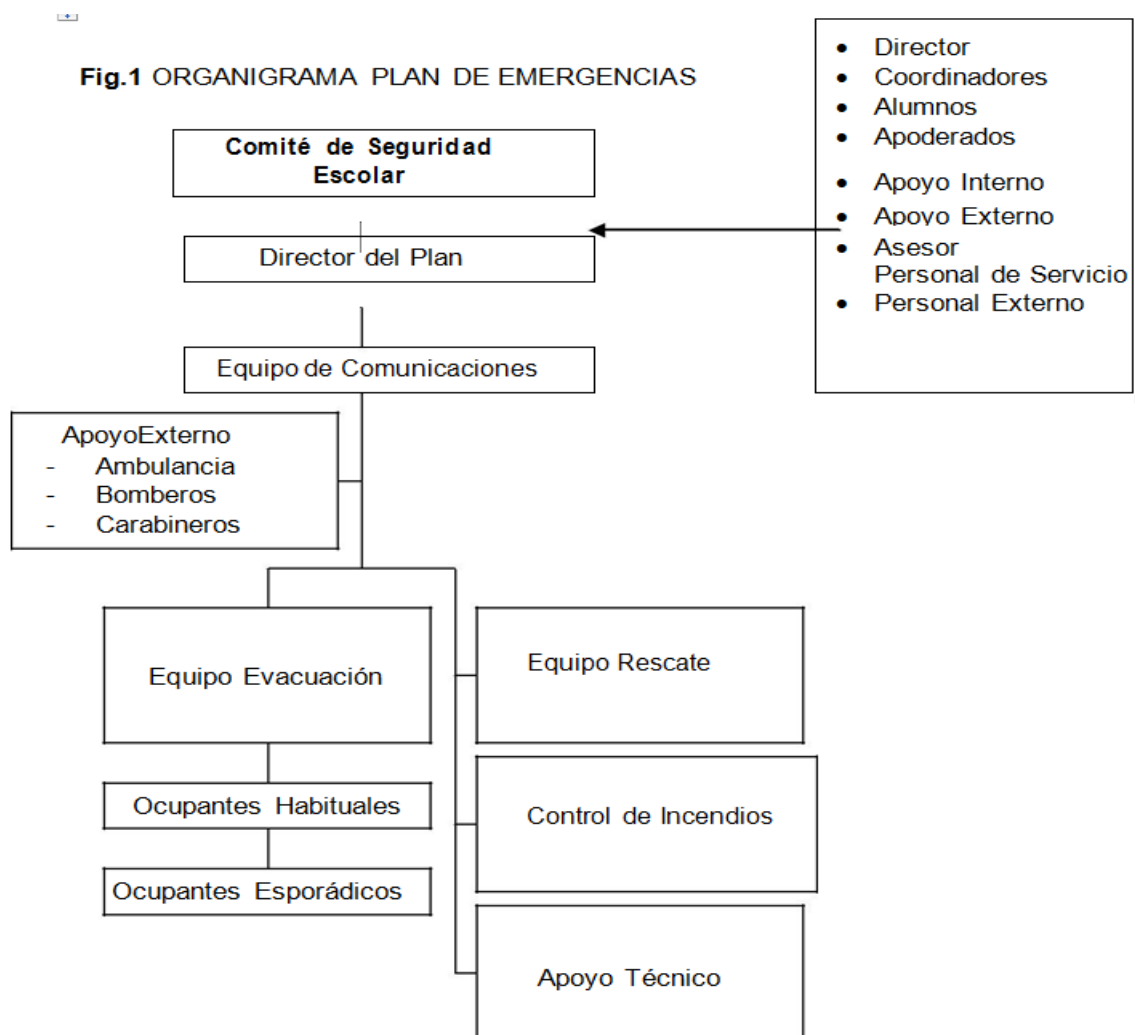 Fig.1 ORGANIGRAMA PLAN DE EMERGENCIAS
Comité de Seguridad
Escolar
Director del Plan
Equipo de Comunicaciones
• Director
• Coordinadores
• Alumnos
• Apoderados
• Apoyo Interno
• Apoyo Externo
• Asesor
Personal de Servicio
• Personal Externo
ApoyoExterno
- Ambulancia
- Bomberos
- Carabineros
Equipo Evacuación
Ocupantes Habituales
Ocupantes Esporádicos
Equipo Rescate
Control de Incendios
Apoyo Técnico